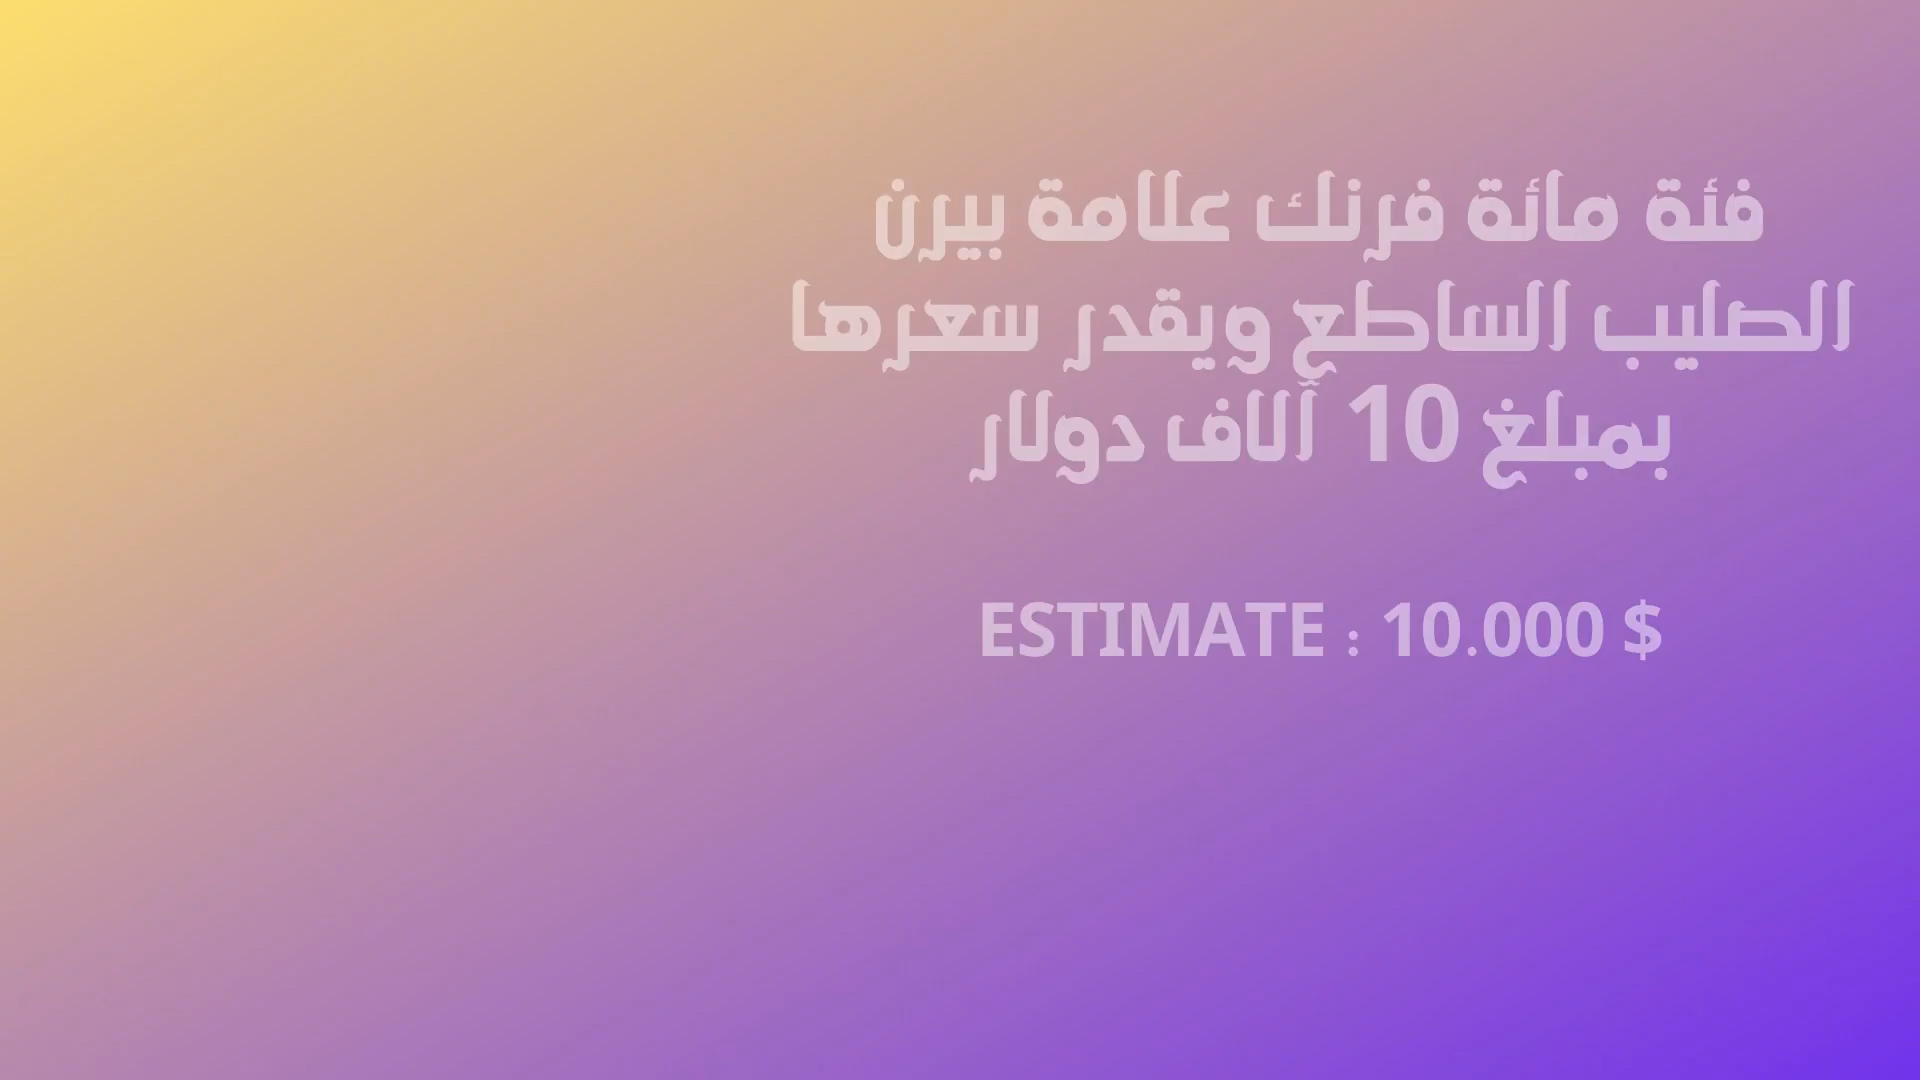 فئة مائة فرنك علامة بيرن
الصليب الساطع ويقدر سعرها
بمبلغ 10 آلاف دولار
ESTIMATE : 10.000 $